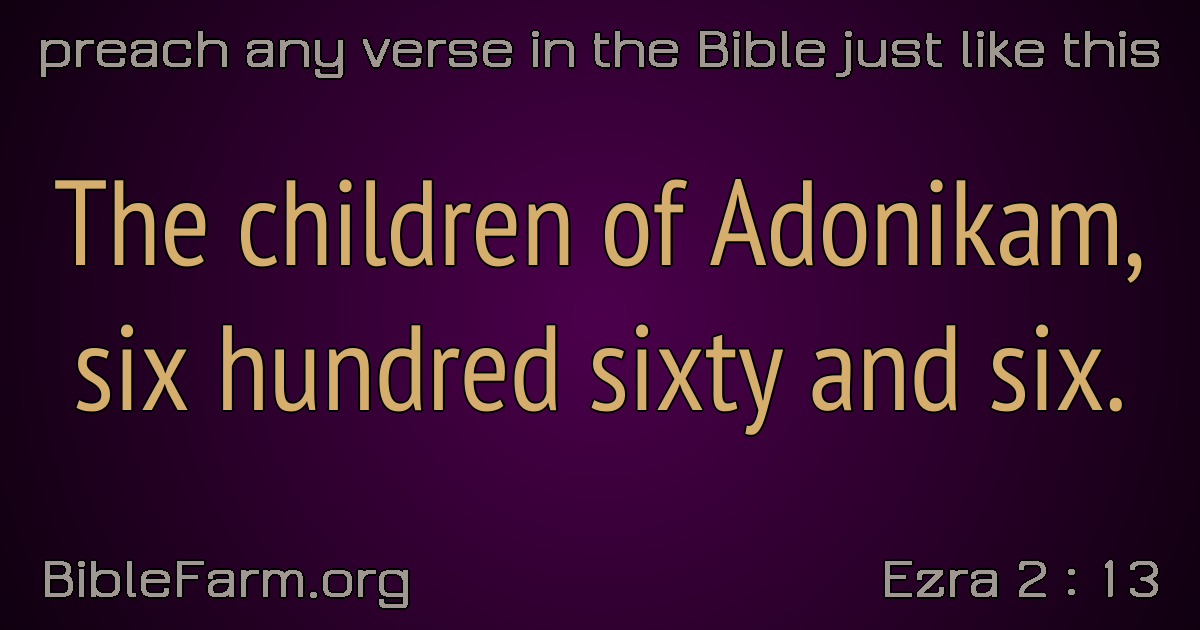 preach any verse in the Bible just like this
The children of Adonikam,
six hundred sixty and six.
BibleFarm.org
Ezra 2 : 13